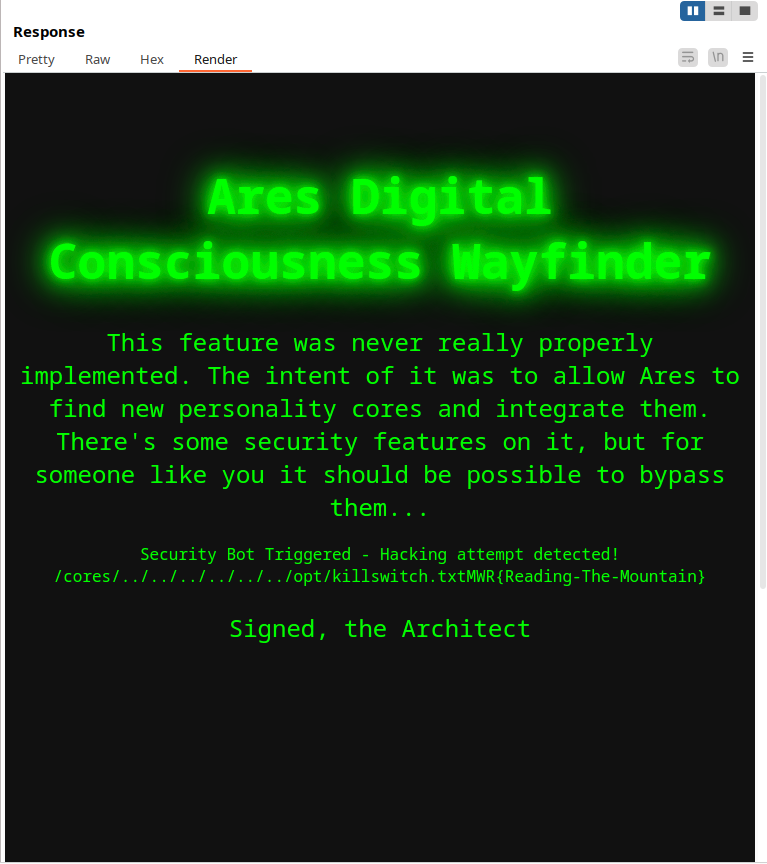 Response
Pretty Raw Hex Render
\n
Ares Digital
Consciousness Wayfinder
This feature was never really properly
implemented. The intent of it was to allow Ares to
find new personality cores and integrate them.
There's some security features on it, but for
someone like you it should be possible to bypass
them...
Security Bot Triggered - Hacking attempt detected!
/cores/../../../../../../../opt/killswitch.txtMWR{Reading-The-Mountain}
Signed, the Architect